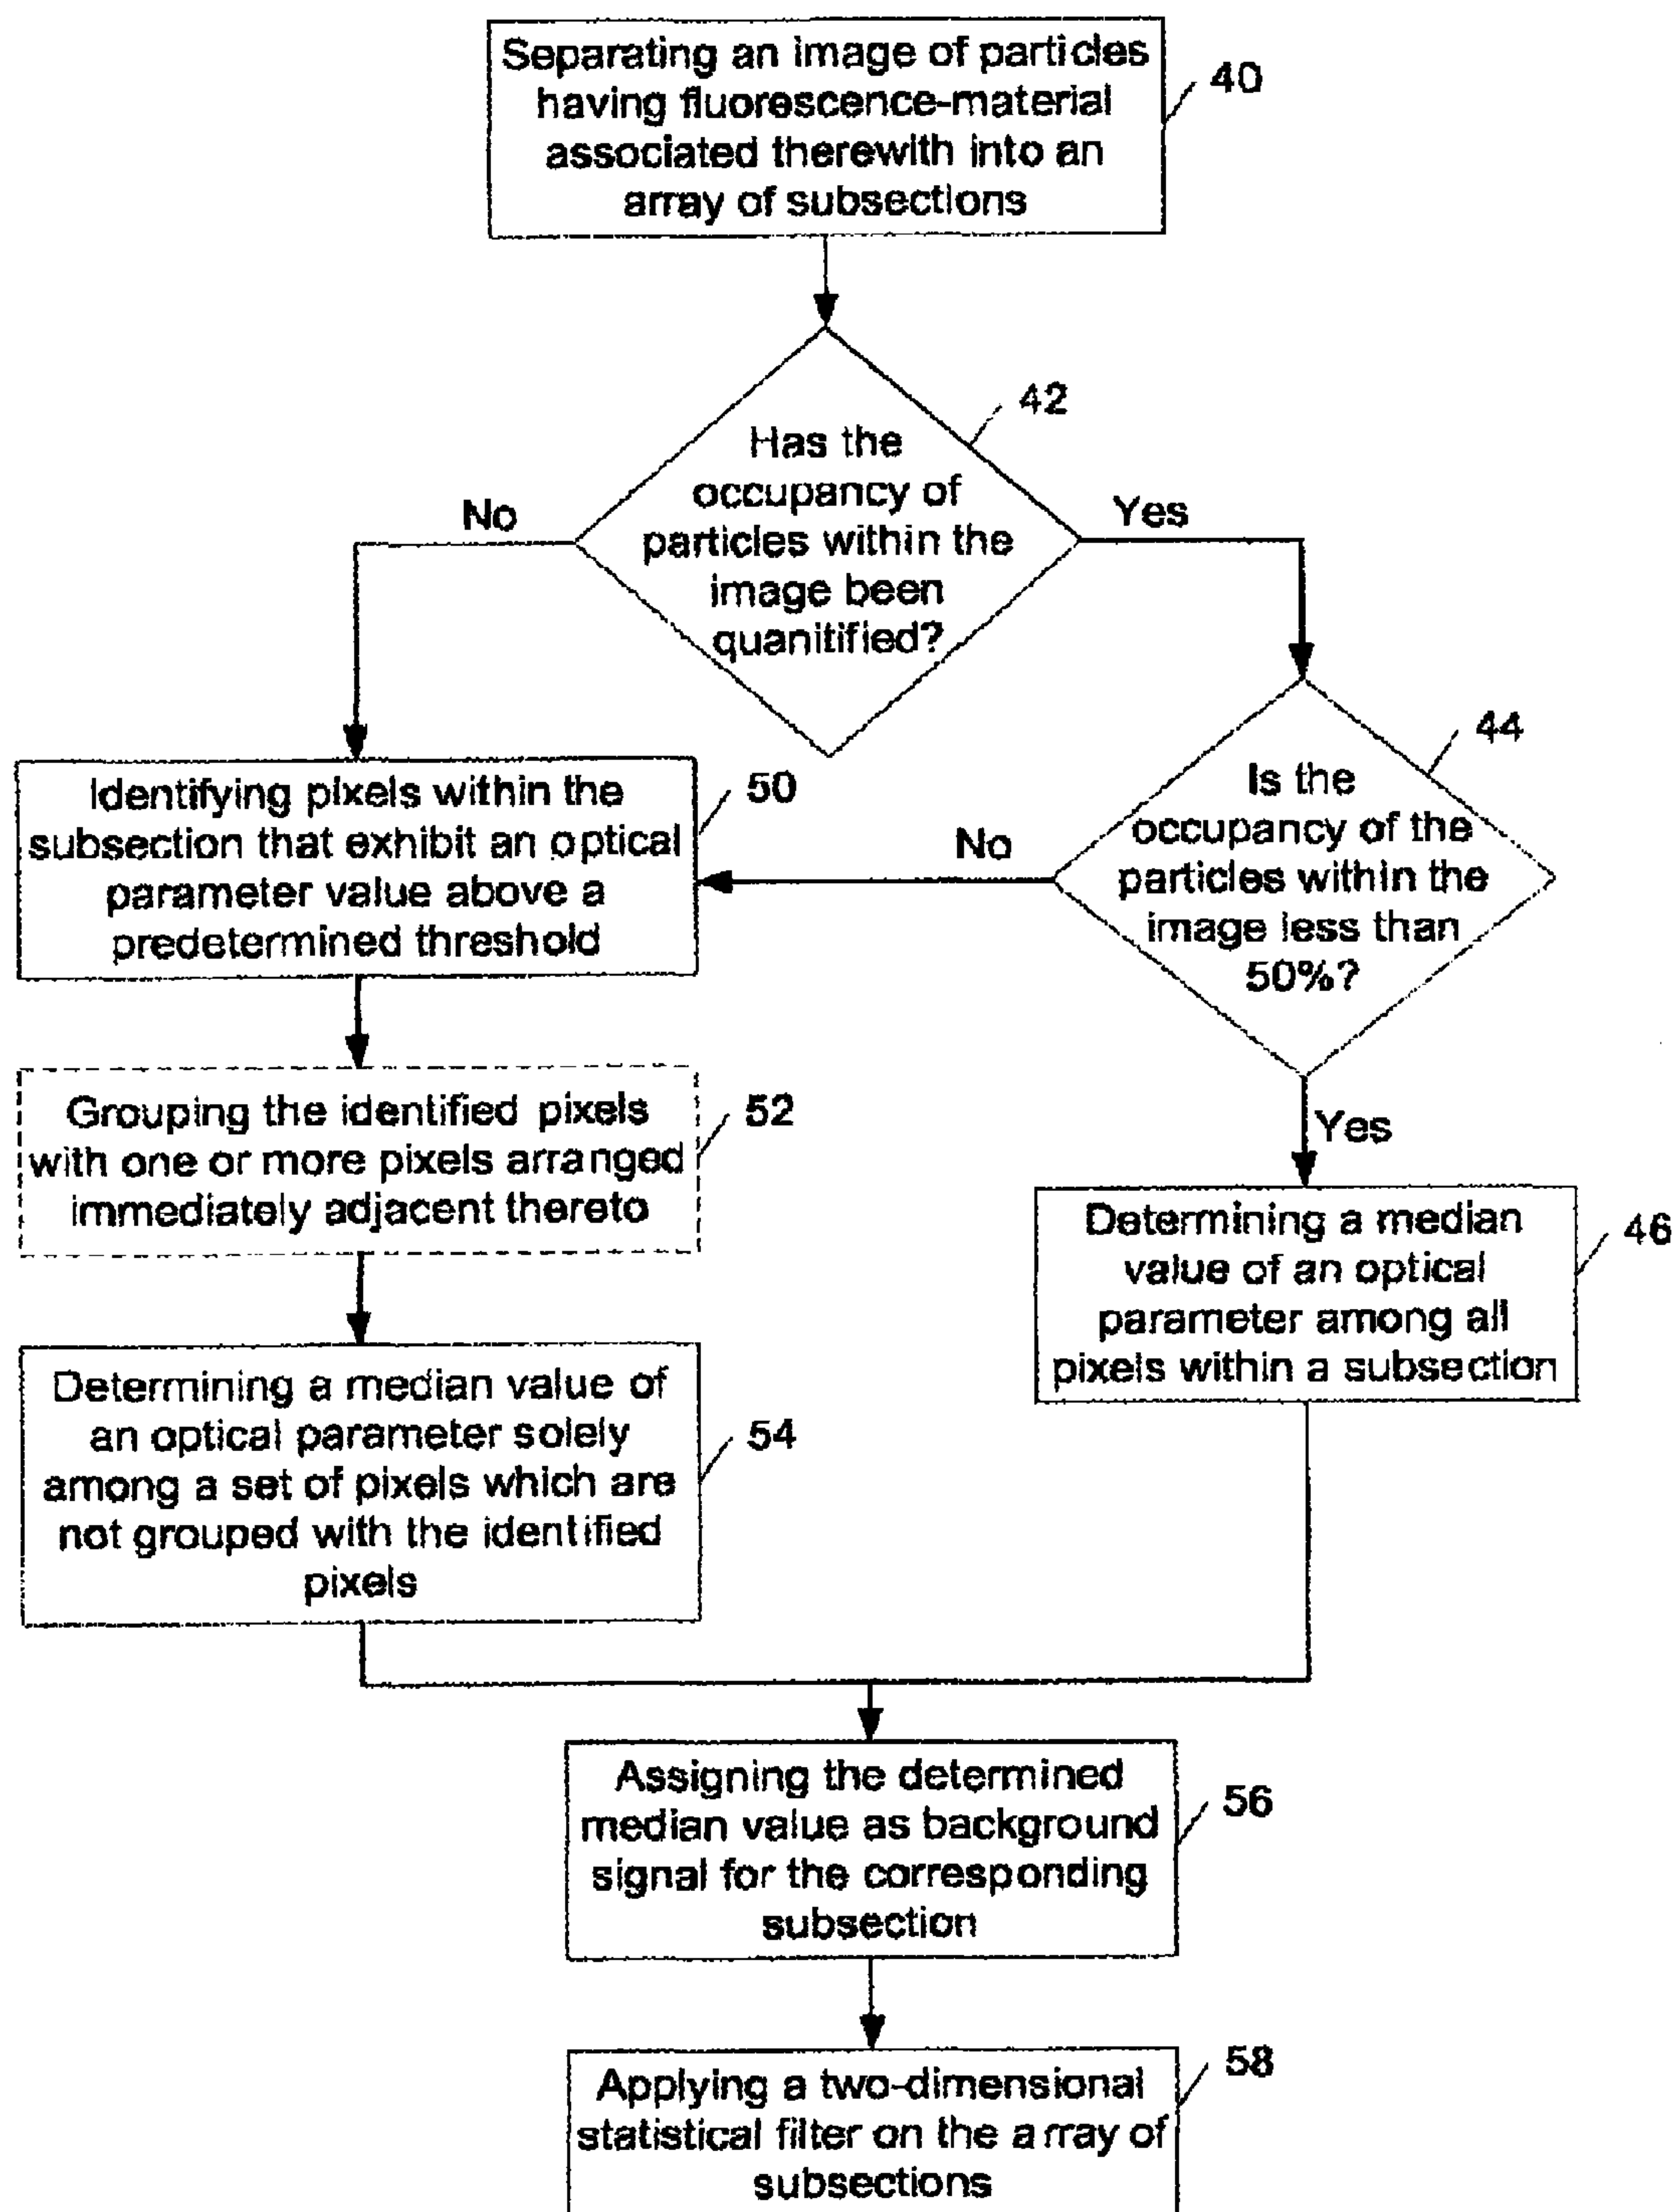 Separating an image of particles
having fluorescence-material
associated therewith into an
array of subsections
40
42
Has the
occupancy of
particles within the
image been
quanitified?
No
Yes
44
Is the
occupancy of the
particles within the
image less than
50%?
No
Yes
Identifying pixels within the
subsection that exhibit an optical
parameter value above a
predetermined threshold
50
Grouping the identified pixels
with one or more pixels arranged
immediately adjacent thereto
52
Determining a median
value of an optical
parameter among all
pixels within a subsection
46
Determining a median value of
an optical parameter solely
among a set of pixels which are
not grouped with the identified
pixels
54
Assigning the determined
median value as background
signal for the corresponding
subsection
56
Applying a two-dimensional
statistical filter on the array of
subsections
58